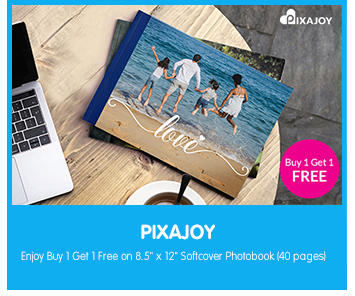 PIXAJOY
love
Buy 1 Get 1
FREE
PIXAJOY
Enjoy Buy 1 Get 1 Free on 8.5" x 12" Softcover Photobook (40 pages)